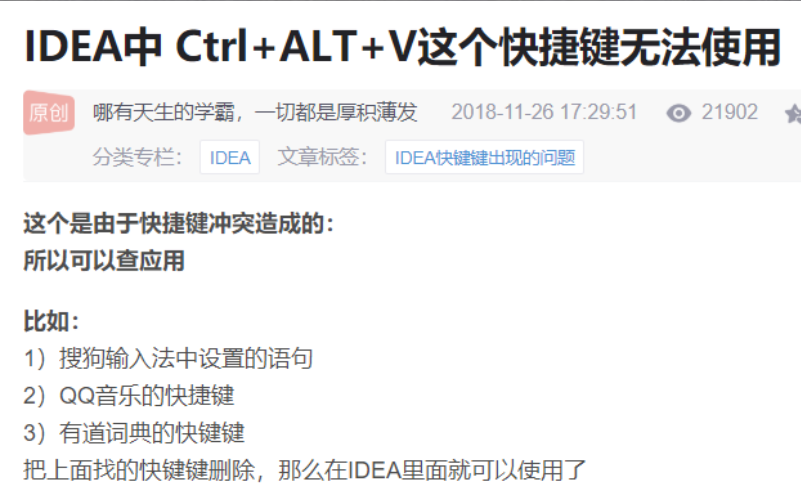 IDEA中 Ctrl+ALT+V这个快捷键无法使用
原创 哪有天生的学霸，一切都是厚积薄发 2018-11-26 17:29:51 21902
分类专栏： IDEA 文章标签： IDEA快键键出现的问题
这个是由于快捷键冲突造成的：
所以可以查应用
比如：
1）搜狗输入法中设置的语句
2）QQ音乐的快捷键
3）有道词典的快键键
把上面找的快键键删除，那么在IDEA里面就可以使用了